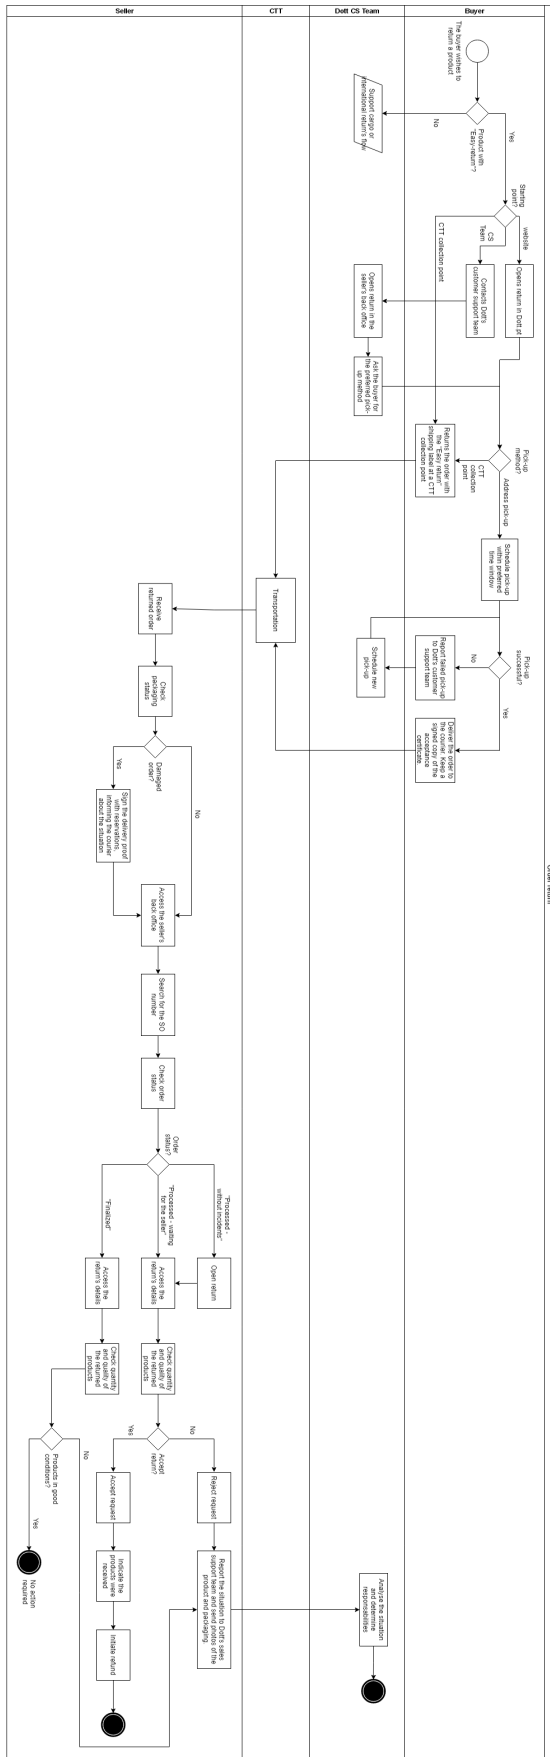 Seller
CTT
Dott CS Team
Buyer
The buyer wishes to
return a product
Product with
"Easy-return"?
No
Yes
Support cargo or
international return's flow
Starting
point?
website
CS
Team
CTT collection point
Opens return in Dott.pt
Contacts Dott's
customer support team
Opens return in the
seller's back office
Ask the buyer for
the preferred pick-
up method
Pick-up
method?
CTT
collection
point
Address pick-up
Returns the order with
the "Easy return"
shipping label at a CTT
collection point
Schedule pick-up
within preferred
time window
Pick-up
successful?
No
Yes
Report failed pick-up
to Dott's customer
support team
Schedule new
pick-up
Deliver the order to
the courier. Keep a
signed copy of the
acceptance
certificate
Transportation
Receive
returned order
Check
packaging
status
Damaged
order?
No
Yes
Sign the delivery proof
with reservations,
informing the courier
about the situation
Access the seller's
back office
Search for the SO
number
Check order
status
Order
status?
"Processed -
without incidents"
"Processed - waiting
for the seller"
"Finalized"
Open return
Access the
return's details
Access the
return's details
Check quantity
and quality of
the returned
products
Check quantity
and quality of
the returned
products
Accept
return?
No
Yes
Products in good
conditions?
No
Yes
Reject request
Accept request
Report the situation to Dott's sales
support team and send photos of the
product and packaging.
Indicate the
products were
received
Initiate refund
No action
required
Analyse the situation
and determine
responsabilities